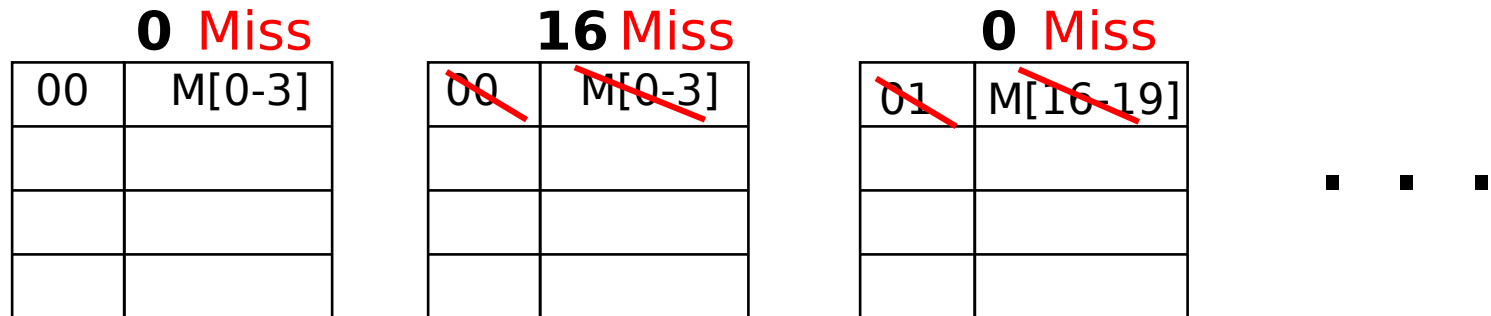 0 Miss 16 Miss 0 Miss
00 M[0-3] 00 M[0-3] 01 M[16-19]
. . .